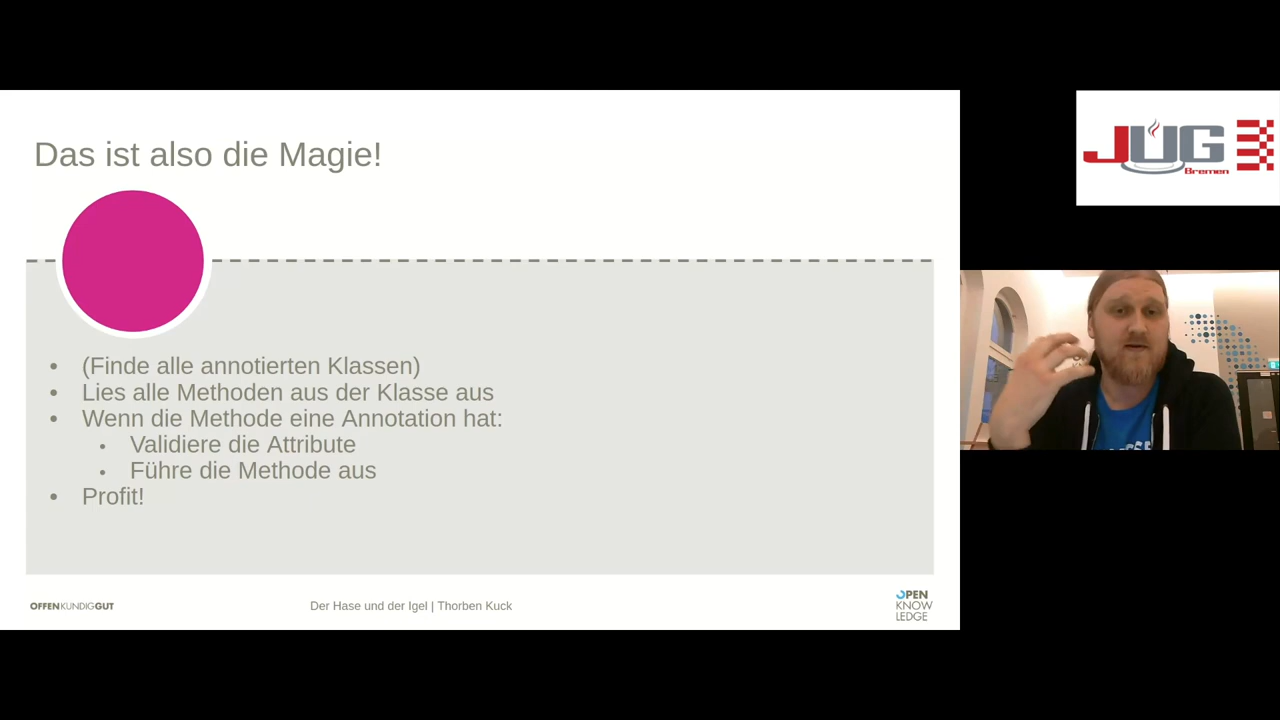 Das ist also die Magie!
(Finde alle annotierten Klassen)
Lies alle Methoden aus der Klasse aus
Wenn die Methode eine Annotation hat:
Validiere die Attribute
Führe die Methode aus
Profit!
OFFENKUNDIGGUT
Der Hase und der Igel | Thorben Kuck
OPEN
KNOW
LEDGE
JUG
Bremen